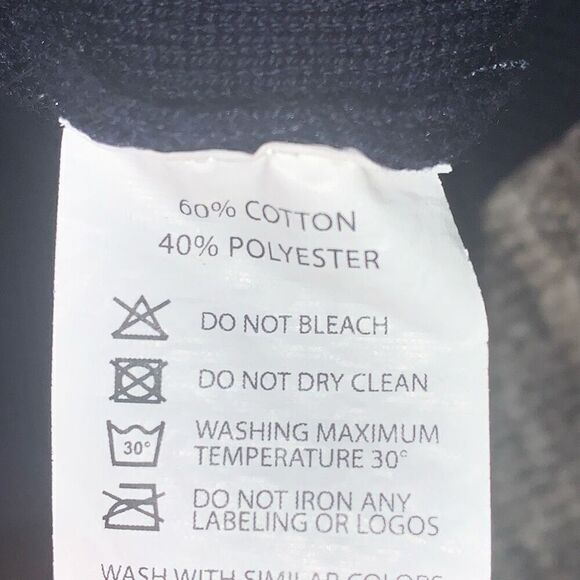 60% COTTON
40% POLYESTER
DO NOT BLEACH
DO NOT DRY CLEAN
30°
WASHING MAXIMUM
TEMPERATURE 30°
DO NOT IRON ANY
LABELING OR LOGOS
WASH WITH SIMILAR COLORS